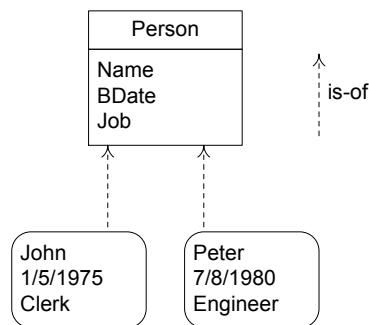 Person
Name
BDate
Job
is-of
John
1/5/1975
Clerk
Peter
7/8/1980
Engineer